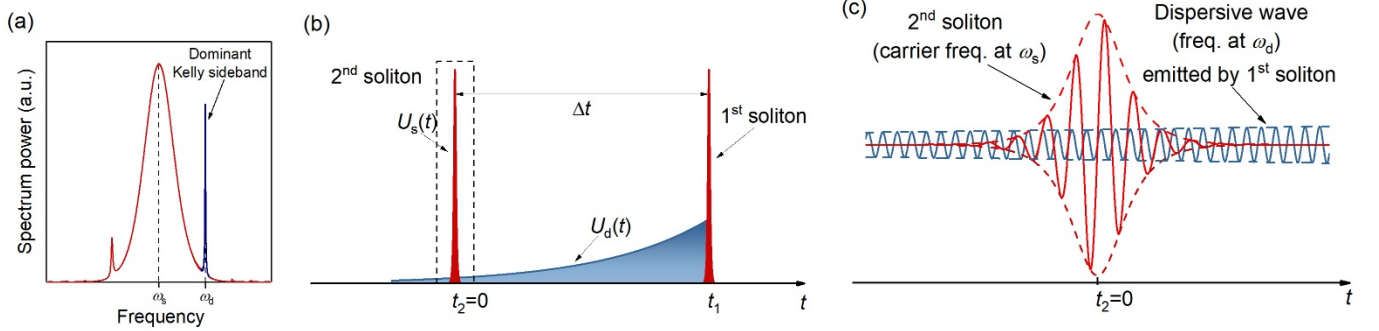 (a)
Dominant
Kelly sideband
Spectrum power (a.u.)
ωs
ωd
Frequency
(b)
2nd soliton
Us(t)
Δt
1st soliton
Ud(t)
t2=0
t1
t
(c)
2nd soliton
(carrier freq. at ωs)
Dispersive wave
(freq. at ωd)
emitted by 1st soliton
t2=0
t